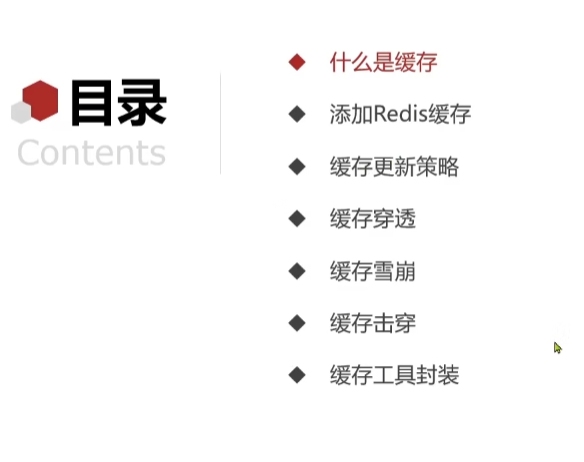 目录
Contents
什么是缓存
添加Redis缓存
缓存更新策略
缓存穿透
缓存雪崩
缓存击穿
缓存工具封装